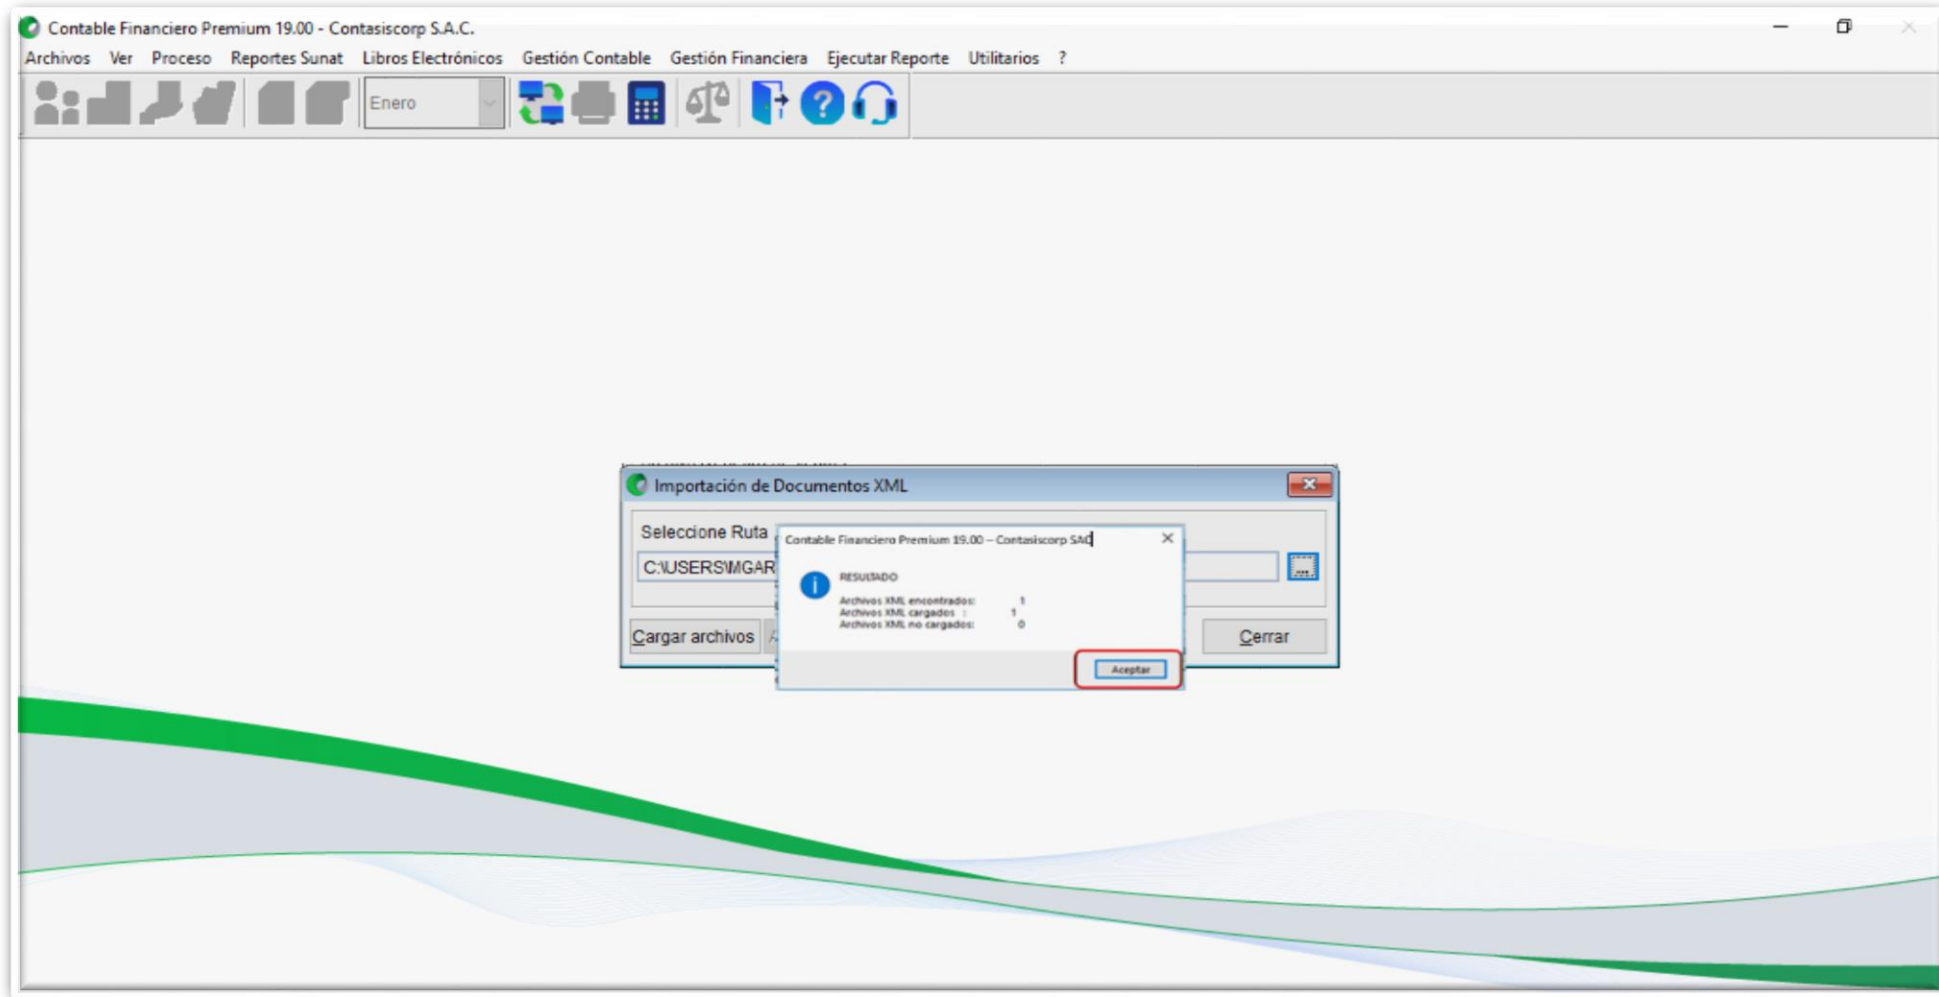 Contable Financiero Premium 19.00 - Contasiscorp S.A.C.
Archivos Ver Proceso Reportes Sunat Libros Electrónicos Gestión Contable Gestión Financiera Ejecutar Reporte Utilitarios ?
Enero
Importación de Documentos XML
Seleccione Ruta
C:\USERS\MGAR
...
Contable Financiero Premium 19.00 – Contasiscorp SAC
RESULTADO
Archivos XML encontrados: 1
Archivos XML cargados : 1
Archivos XML no cargados: 0
Aceptar
Cargar archivos
Cerrar